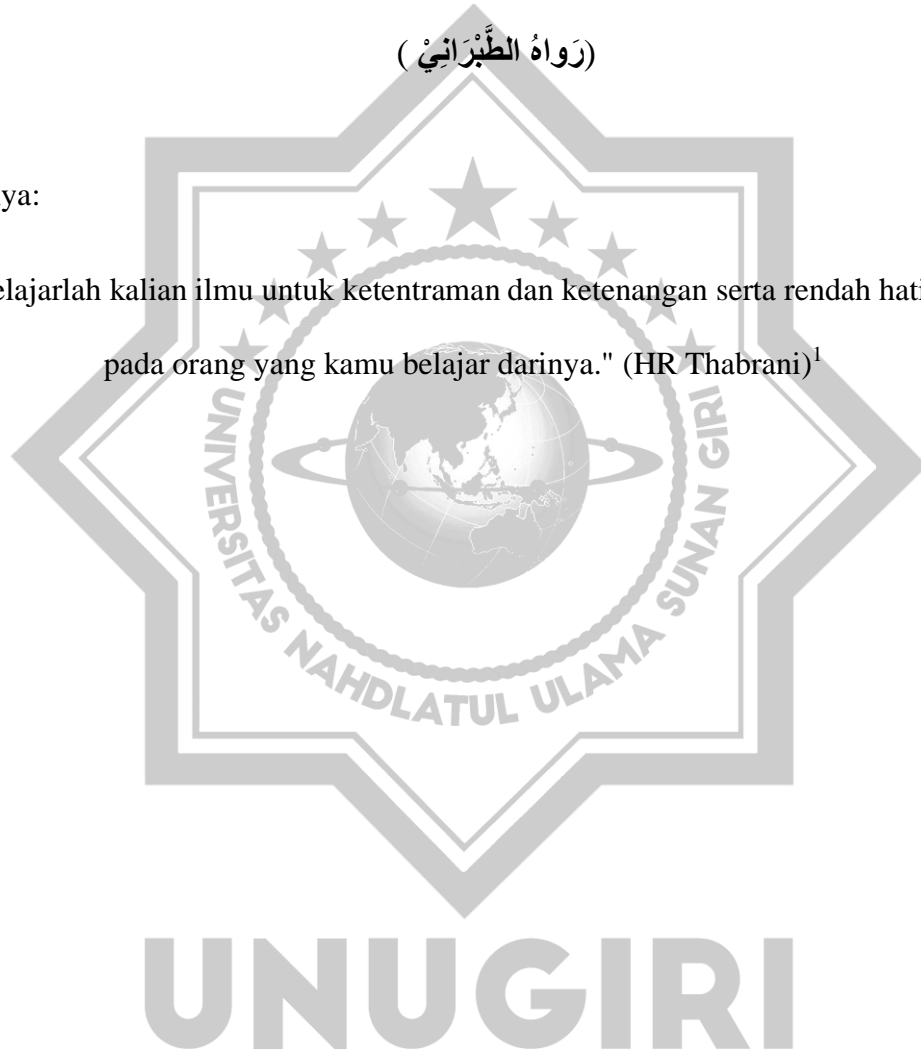 (رَواهُ الطَّبْرَانِيْ )
ya:
elajarlah kalian ilmu untuk ketentraman dan ketenangan serta rendah hati
pada orang yang kamu belajar darinya." (HR Thabrani)1
UNIVERSITAS NAHDLATUL ULAMA SUNAN GIRI
UNUGIRI